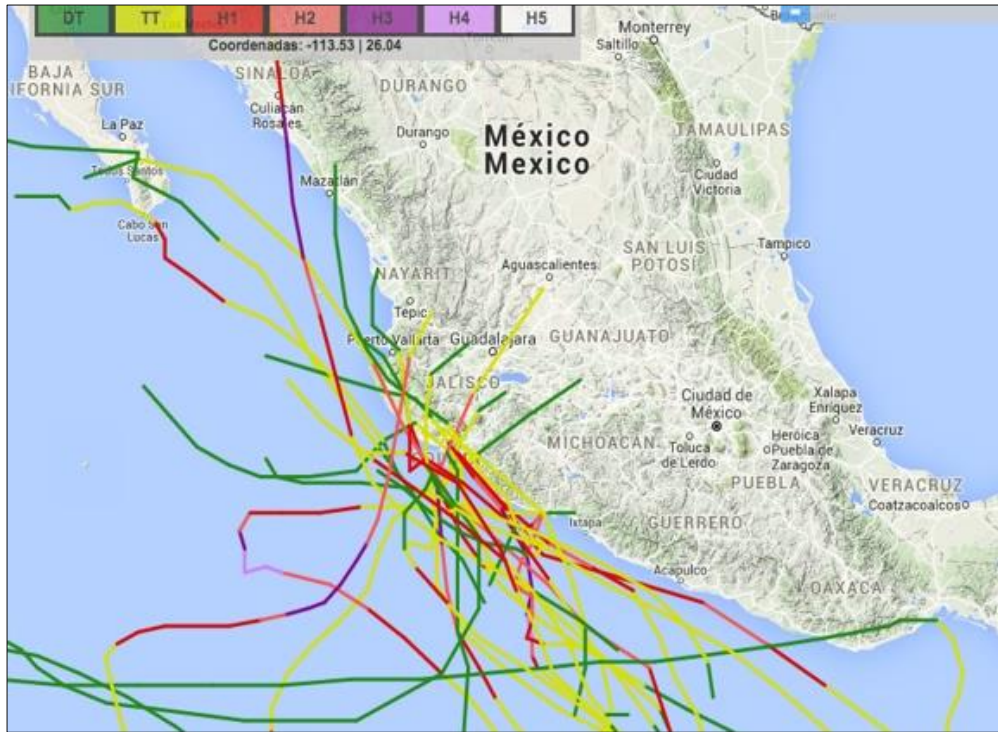 DT TT H1 H2 H3 H4 H5
Coordenadas: -113.53 | 26.04
Monterrey
Saltillo
BAJA
IFORNIA SUR
SINALOA
DURANGO
Culiacán
Rosales
La Paz
Durango
México
Mexico
TAMAULIPAS
Todos Santos
Mazatlán
Ciudad
Victoria
Cabo San
Lucas
SAN LUIS
POTOSÍ
Tampico
NAYARIT
Aguascalientes
Tepic
Puerto Vallarta
Guadalajara
GUANAJUATO
JALISCO
Ciudad de
México
Xalapa
Enríquez
Veracruz
MICHOACÁN
Toluca
de Lerdo
Heróica
Puebla de
Zaragoza
PUEBLA
VERACRUZ
Coatzacoalcos
Ixtapa
GUERRERO
Acapulco
OAXACA